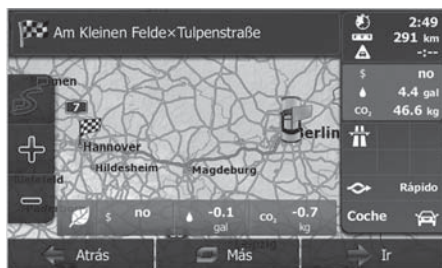 Am Kleinen Felde×Tulpenstraße
2:49
291 km
-:--
$ no
4.4 gal
CO₂ 46.6 kg
7
Hannover
Hildesheim
Magdeburg
erlin
$ no
-0.1 gal
CO₂ -0.7 kg
Rápido
Coche
Atrás
Más
Ir